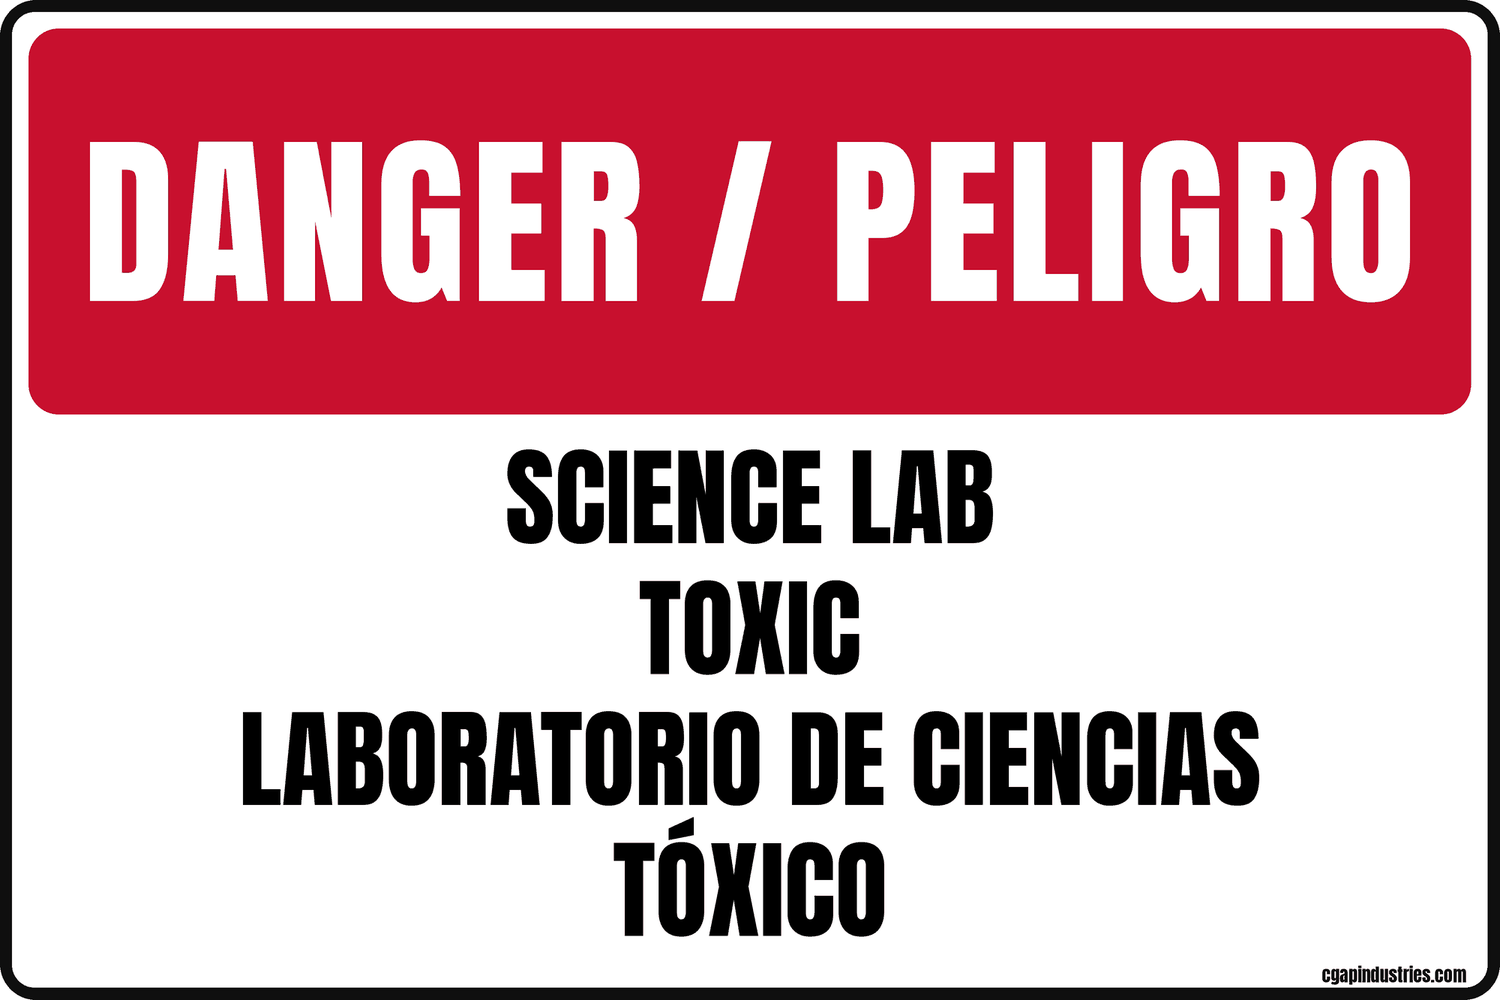 DANGER / PELIGRO
SCIENCE LAB
TOXIC
LABORATORIO DE CIENCIAS
TÓXICO
cgapindustries.com